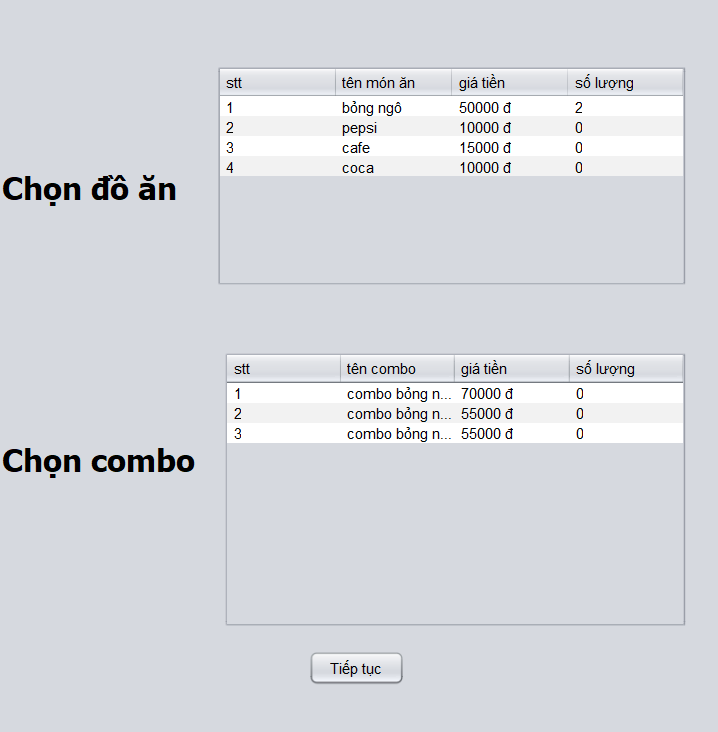 stt tên món ăn giá tiền số lượng
1 bỏng ngô 50000 đ 2
2 pepsi 10000 đ 0
3 cafe 15000 đ 0
4 coca 10000 đ 0
Chọn đồ ăn
stt tên combo giá tiền số lượng
1 combo bỏng n... 70000 đ 0
2 combo bỏng n... 55000 đ 0
3 combo bỏng n... 55000 đ 0
Chọn combo
Tiếp tục